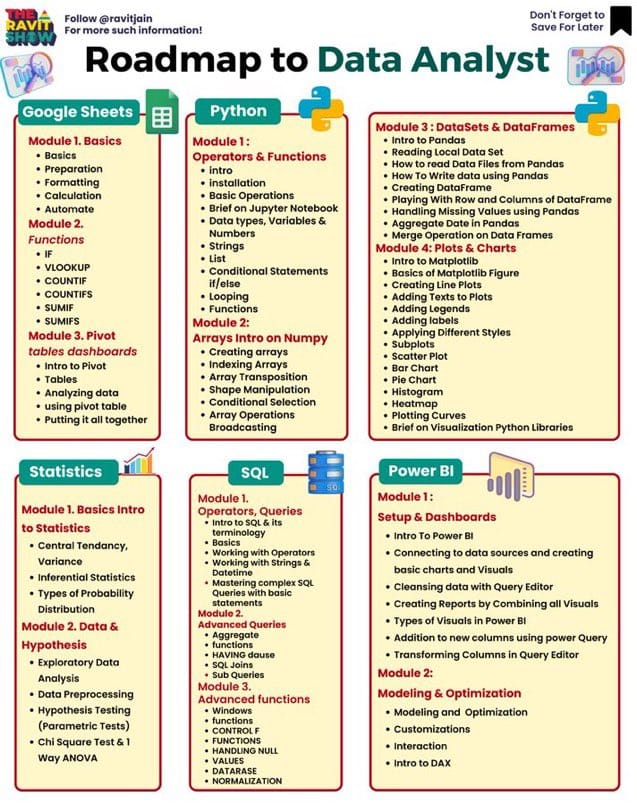 THE
RAVIT
SHOW
Follow @ravitjain
For more such information!
Don't Forget to
Save For Later
Roadmap to Data Analyst
Google Sheets
Module 1. Basics
• Basics
• Preparation
• Formatting
• Calculation
• Automate
Module 2.
Functions
• IF
• VLOOKUP
• COUNTIF
• COUNTIFS
• SUMIF
• SUMIFS
Module 3. Pivot
tables dashboards
• Intro to Pivot
• Tables
• Analyzing data
• using pivot table
• Putting it all together
Python
Module 1 :
Operators & Functions
• intro
• installation
• Basic Operations
• Brief on Jupyter Notebook
• Data types, Variables &
Numbers
• Strings
• List
• Conditional Statements
if/else
• Looping
• Functions
Module 2:
Arrays Intro on Numpy
• Creating arrays
• Indexing Arrays
• Array Transposition
• Shape Manipulation
• Conditional Selection
• Array Operations
Broadcasting
Module 3 : DataSets & DataFrames
• Intro to Pandas
• Reading Local Data Set
• How to read Data Files from Pandas
• How To Write data using Pandas
• Creating DataFrame
• Playing With Row and Columns of DataFrame
• Handling Missing Values using Pandas
• Aggregate Date in Pandas
• Merge Operation on Data Frames
Module 4: Plots & Charts
• Intro to Matplotlib
• Basics of Matplotlib Figure
• Creating Line Plots
• Adding Texts to Plots
• Adding Legends
• Adding labels
• Applying Different Styles
• Subplots
• Scatter Plot
• Bar Chart
• Pie Chart
• Histogram
• Heatmap
• Plotting Curves
• Brief on Visualization Python Libraries
Statistics
Module 1. Basics Intro
to Statistics
• Central Tendancy,
Variance
• Inferential Statistics
• Types of Probability
Distribution
Module 2. Data &
Hypothesis
• Exploratory Data
Analysis
• Data Preprocessing
• Hypothesis Testing
(Parametric Tests)
• Chi Square Test & 1
Way ANOVA
SQL
SQL
Module 1.
Operators, Queries
• Intro to SQL & its
terminology
• Basics
• Working with Operators
• Working with Strings &
Datetime
• Mastering complex SQL
Queries with basic
statements
Module 2.
Advanced Queries
• Aggregate
• functions
• HAVING dause
• SQL Joins
• Sub Queries
Module 3.
Advanced functions
• Windows
• functions
• CONTROL F
• FUNCTIONS
• HANDLING NULL
• VALUES
• DATARASE
• NORMALIZATION
Power BI
Module 1 :
Setup & Dashboards
• Intro To Power BI
• Connecting to data sources and creating
basic charts and Visuals
• Cleansing data with Query Editor
• Creating Reports by Combining all Visuals
• Types of Visuals in Power BI
• Addition to new columns using power Query
• Transforming Columns in Query Editor
Module 2:
Modeling & Optimization
• Modeling and Optimization
• Customizations
• Interaction
• Intro to DAX